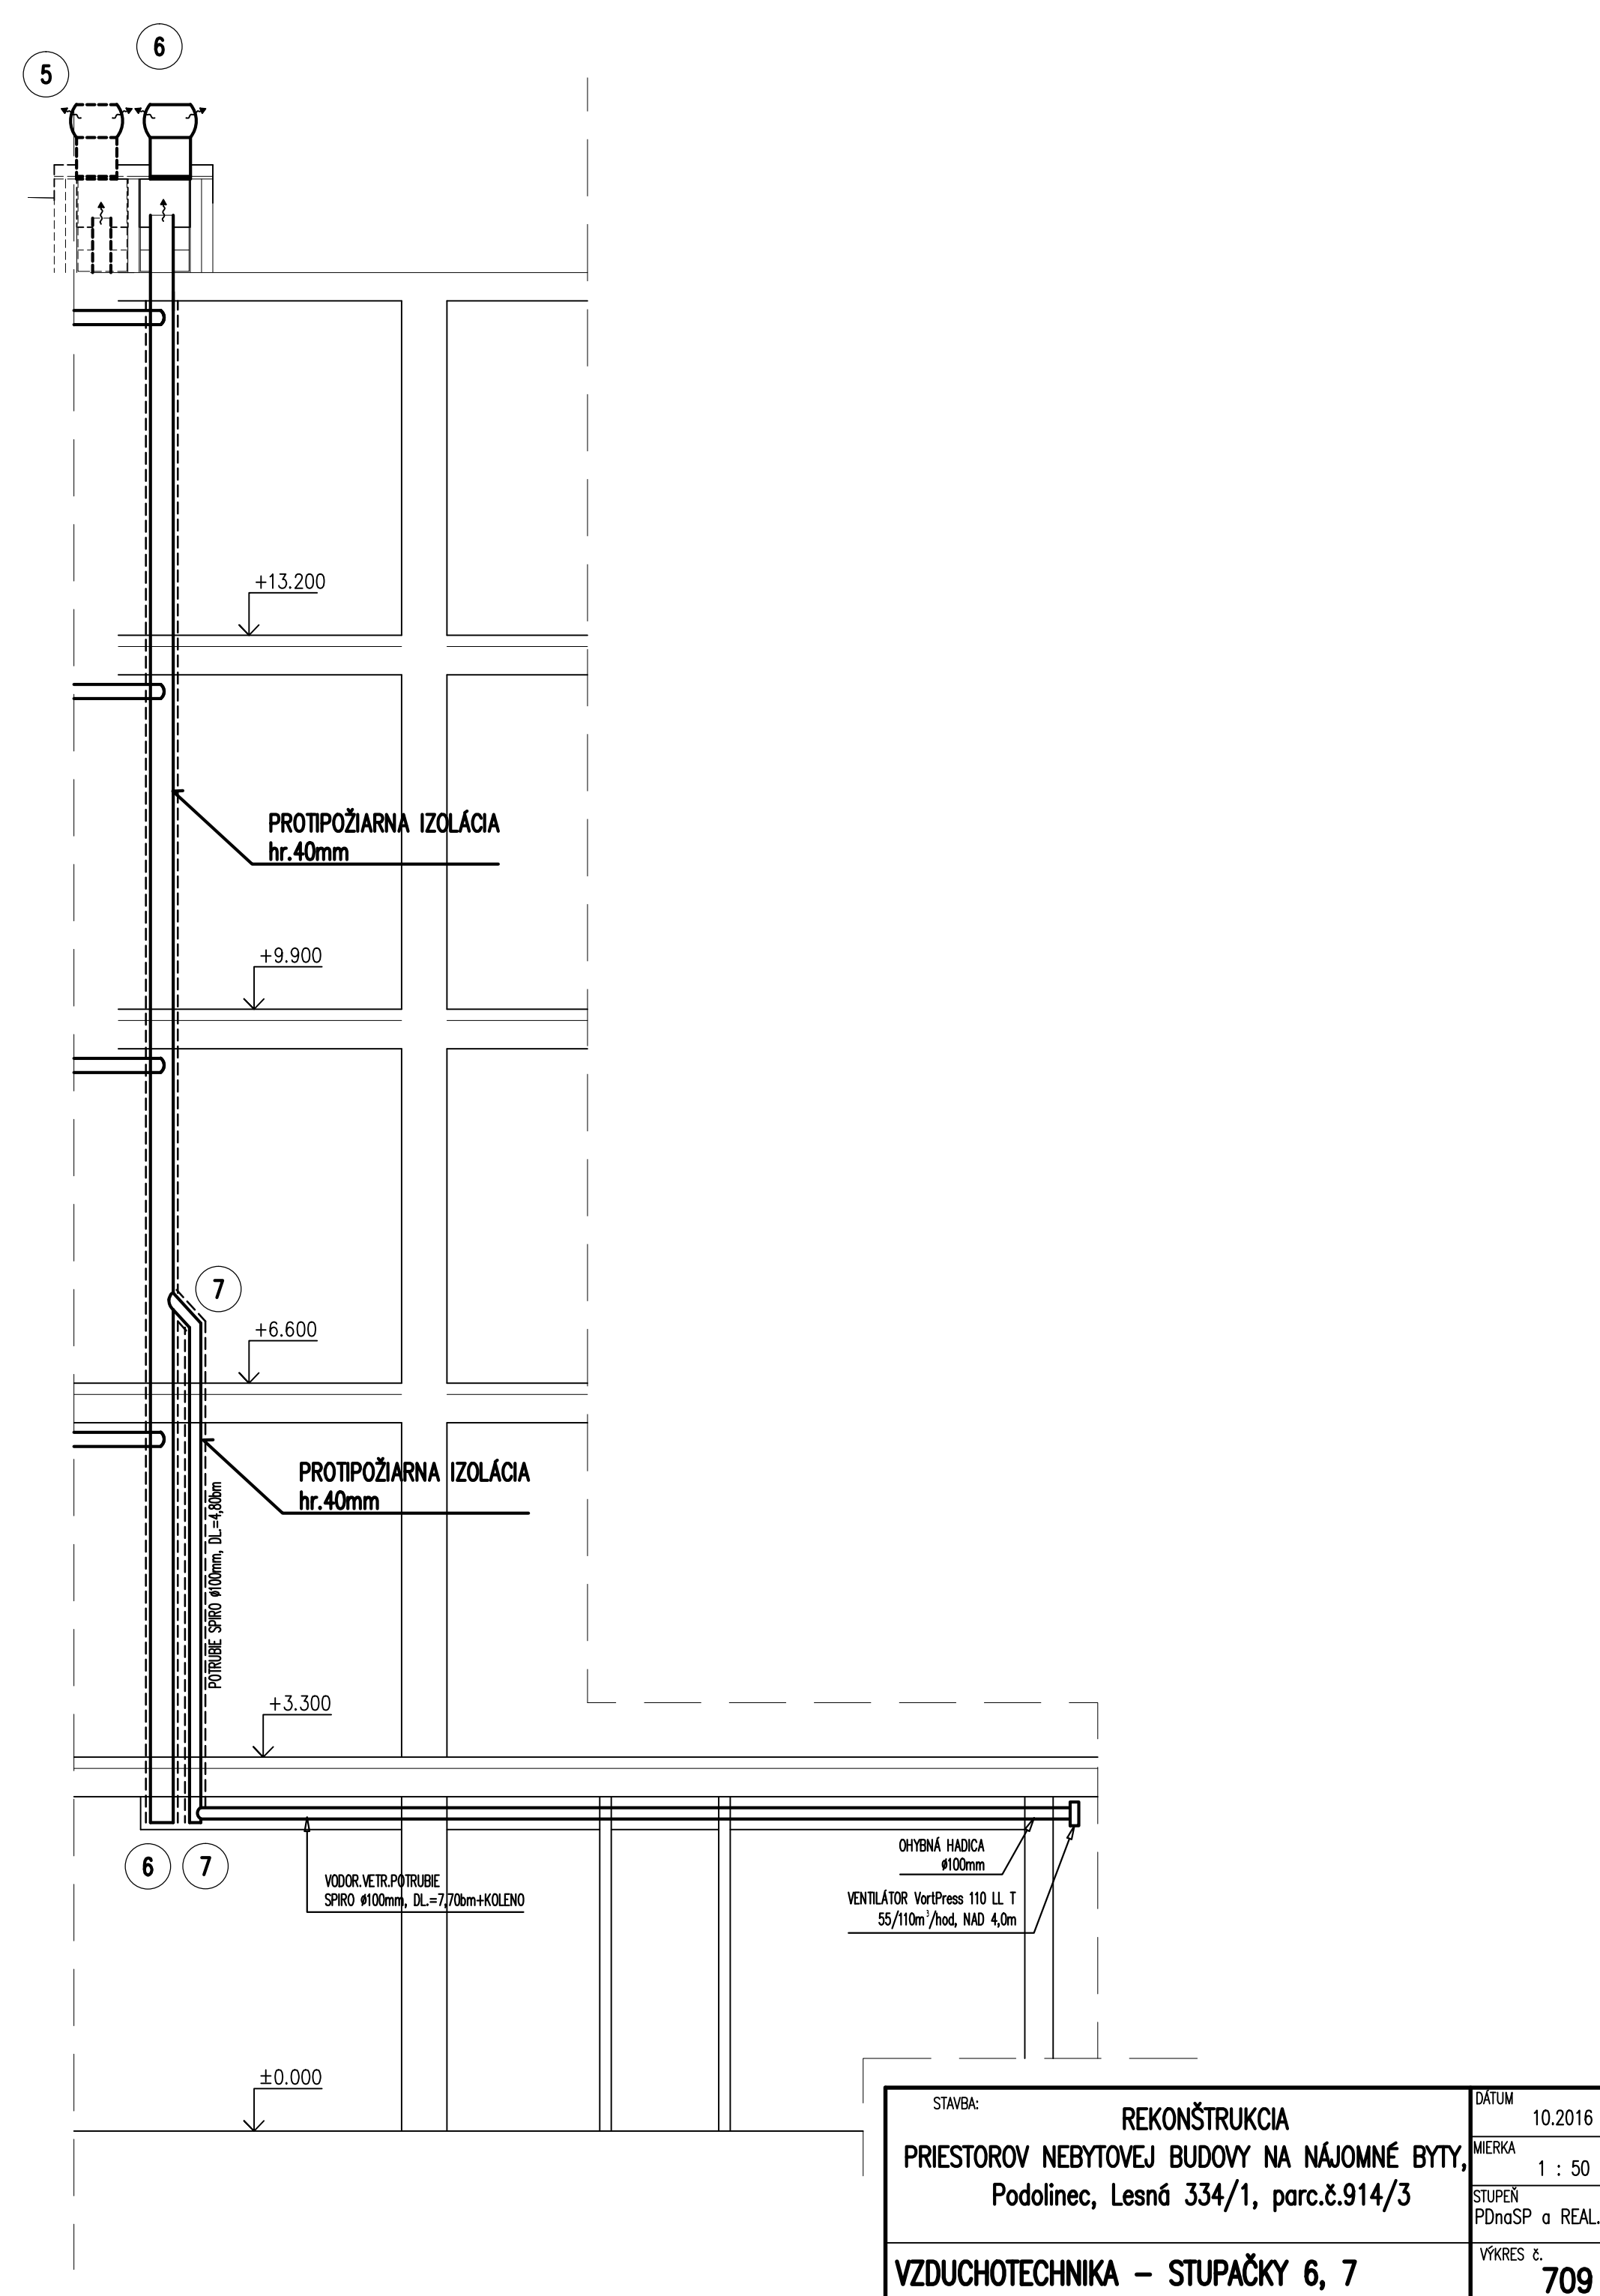 6
5
+13.200
PROTIPOŽIARNA IZOLÁCIA
hr.40mm
+9.900
7
+6.600
PROTIPOŽIARNA IZOLÁCIA
hr.40mm
POTRUBIE SPIRO ø100mm, DL.=4,80bm
+3.300
6
7
VODOR.VETR.POTRUBIE
SPIRO ø100mm, DL.=7,70bm+KOLENO
OHYBNÁ HADICA
ø100mm
VENTILÁTOR VortPress 110 LL T
55/110m³/hod, NAD 4,0m
±0.000
STAVBA:
REKONŠTRUKCIA
PRIESTOROV NEBYTOVEJ BUDOVY NA NÁJOMNÉ BYTY,
Podolinec, Lesná 334/1, parc.č.914/3
VZDUCHOTECHNIKA – STUPAČKY 6, 7
DÁTUM
10.2016
MIERKA
1 : 50
STUPEŇ
PDnaSP a REAL.
VÝKRES č.
709